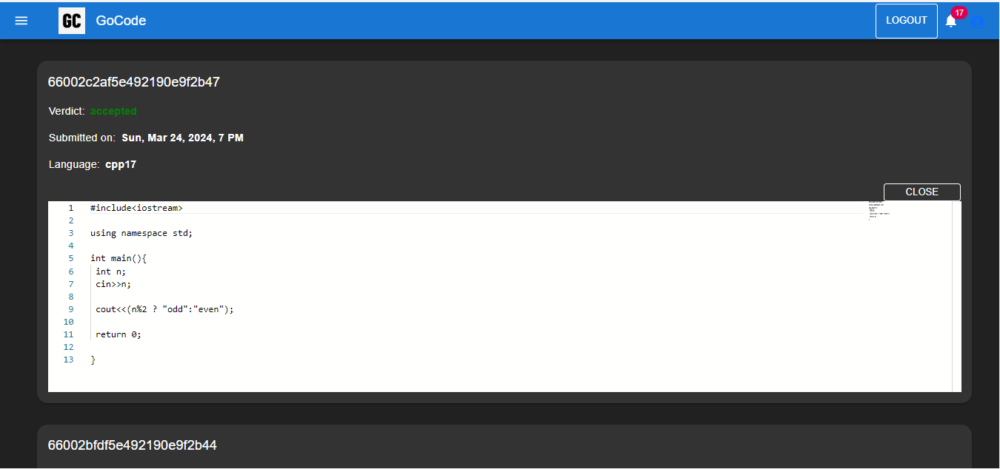 GC GoCode LOGOUT 17
66002c2af5e492190e9f2b47
Verdict: accepted
Submitted on: Sun, Mar 24, 2024, 7 PM
Language: cpp17
CLOSE
1 #include<iostream>
2
3 using namespace std;
4
5 int main(){
6 int n;
7 cin>>n;
8
9 cout<<(n%2 ? "odd":"even");
10
11 return 0;
12
13 }
66002bfdf5e492190e9f2b44